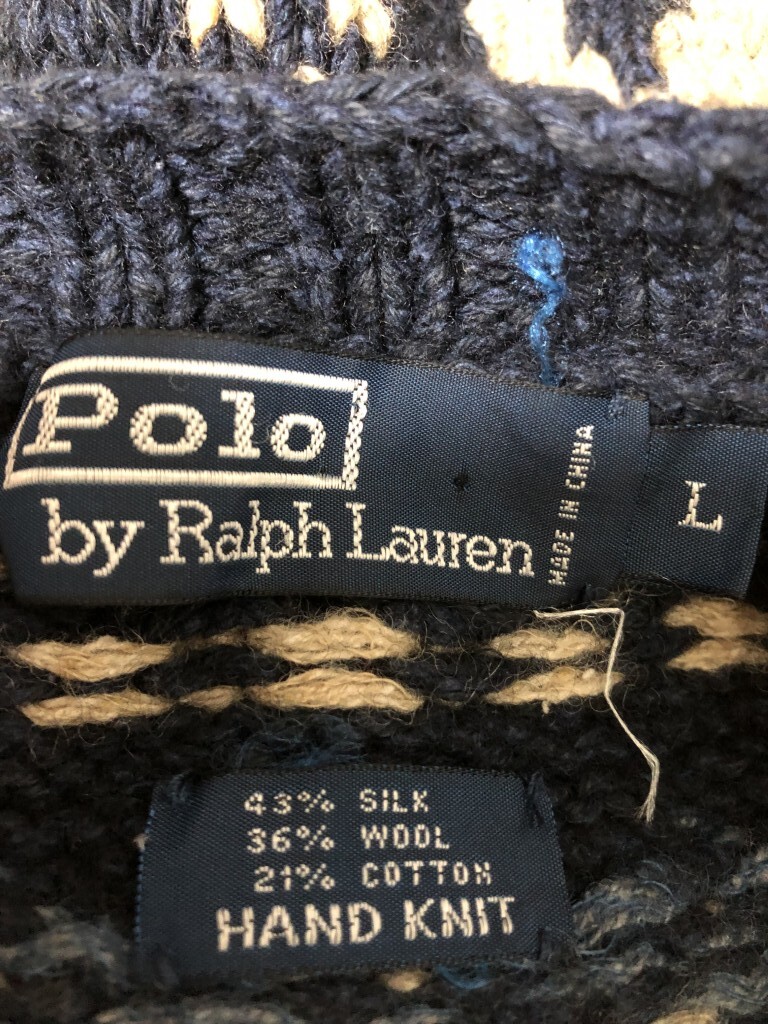 Polo
by Ralph Lauren
MADE IN CHINA
L
43% SILK
36% WOOL
21% COTTON
HAND KNIT